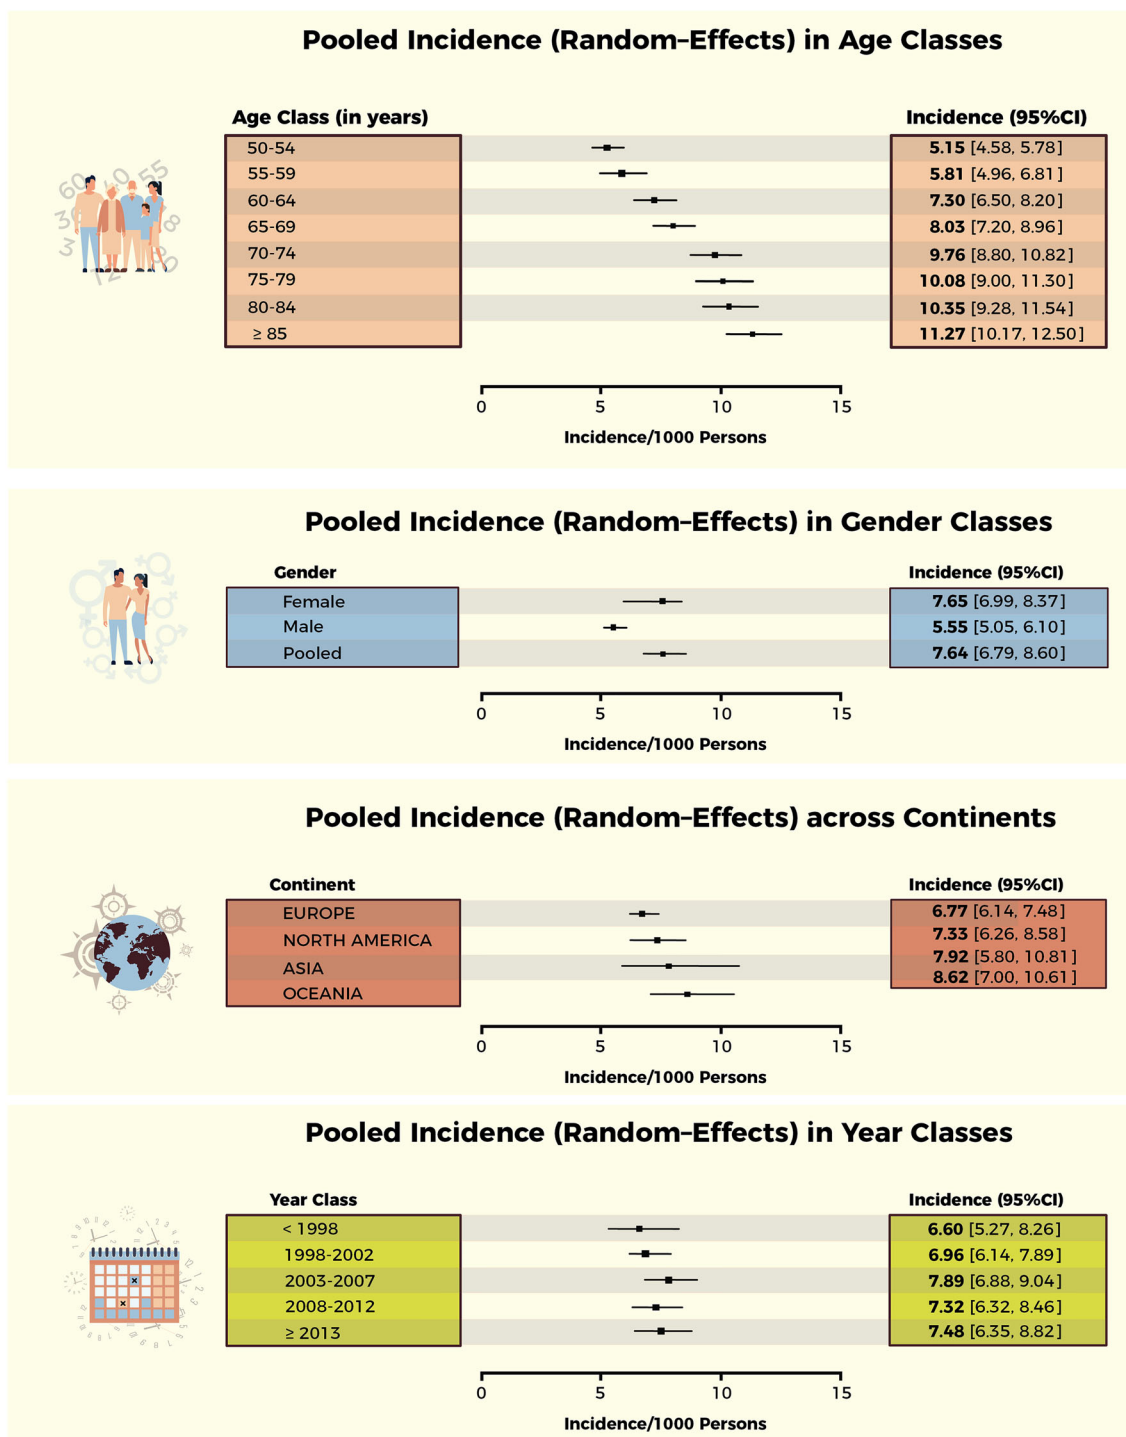 Pooled Incidence (Random–Effects) in Age Classes
Age Class (in years) Incidence (95%CI)
50-54 5.15 [4.58, 5.78]
55-59 5.81 [4.96, 6.81]
60-64 7.30 [6.50, 8.20]
65-69 8.03 [7.20, 8.96]
70-74 9.76 [8.80, 10.82]
75-79 10.08 [9.00, 11.30]
80-84 10.35 [9.28, 11.54]
≥ 85 11.27 [10.17, 12.50]
0 5 10 15
Incidence/1000 Persons
Pooled Incidence (Random–Effects) in Gender Classes
Gender Incidence (95%CI)
Female 7.65 [6.99, 8.37]
Male 5.55 [5.05, 6.10]
Pooled 7.64 [6.79, 8.60]
0 5 10 15
Incidence/1000 Persons
Pooled Incidence (Random–Effects) across Continents
Continent Incidence (95%CI)
EUROPE 6.77 [6.14, 7.48]
NORTH AMERICA 7.33 [6.26, 8.58]
ASIA 7.92 [5.80, 10.81]
OCEANIA 8.62 [7.00, 10.61]
0 5 10 15
Incidence/1000 Persons
Pooled Incidence (Random–Effects) in Year Classes
Year Class Incidence (95%CI)
< 1998 6.60 [5.27, 8.26]
1998-2002 6.96 [6.14, 7.89]
2003-2007 7.89 [6.88, 9.04]
2008-2012 7.32 [6.32, 8.46]
≥ 2013 7.48 [6.35, 8.82]
0 5 10 15
Incidence/1000 Persons